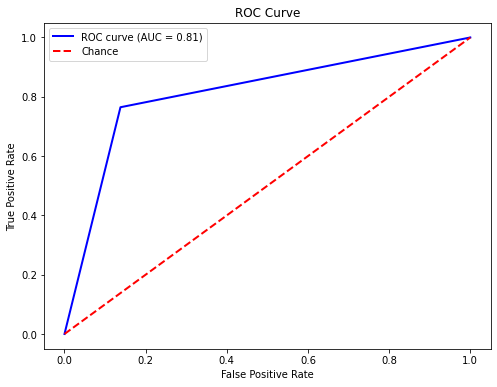 ROC Curve
ROC curve (AUC = 0.81)
Chance
1.0
0.8
0.6
0.4
0.2
0.0
True Positive Rate
0.0 0.2 0.4 0.6 0.8 1.0
False Positive Rate